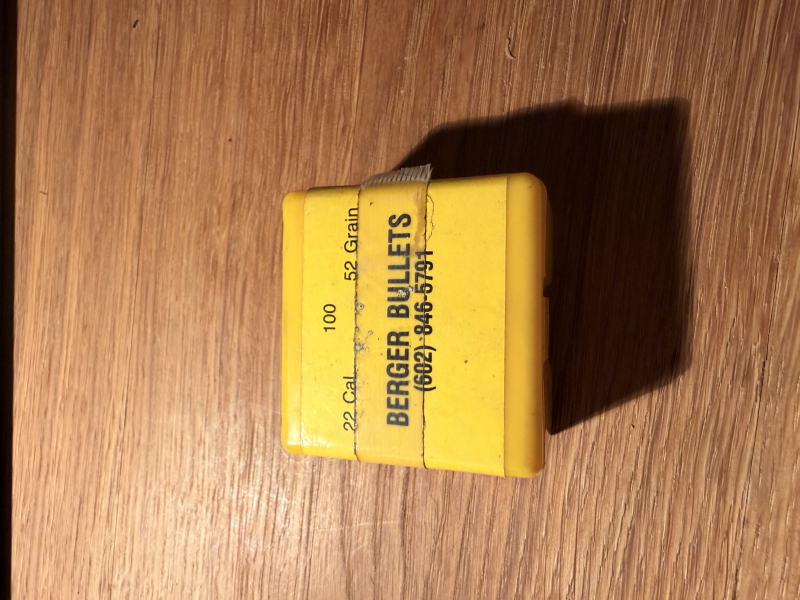 100
22 Cal. 52 Grain
BERGER BULLETS
(602) 846-5791